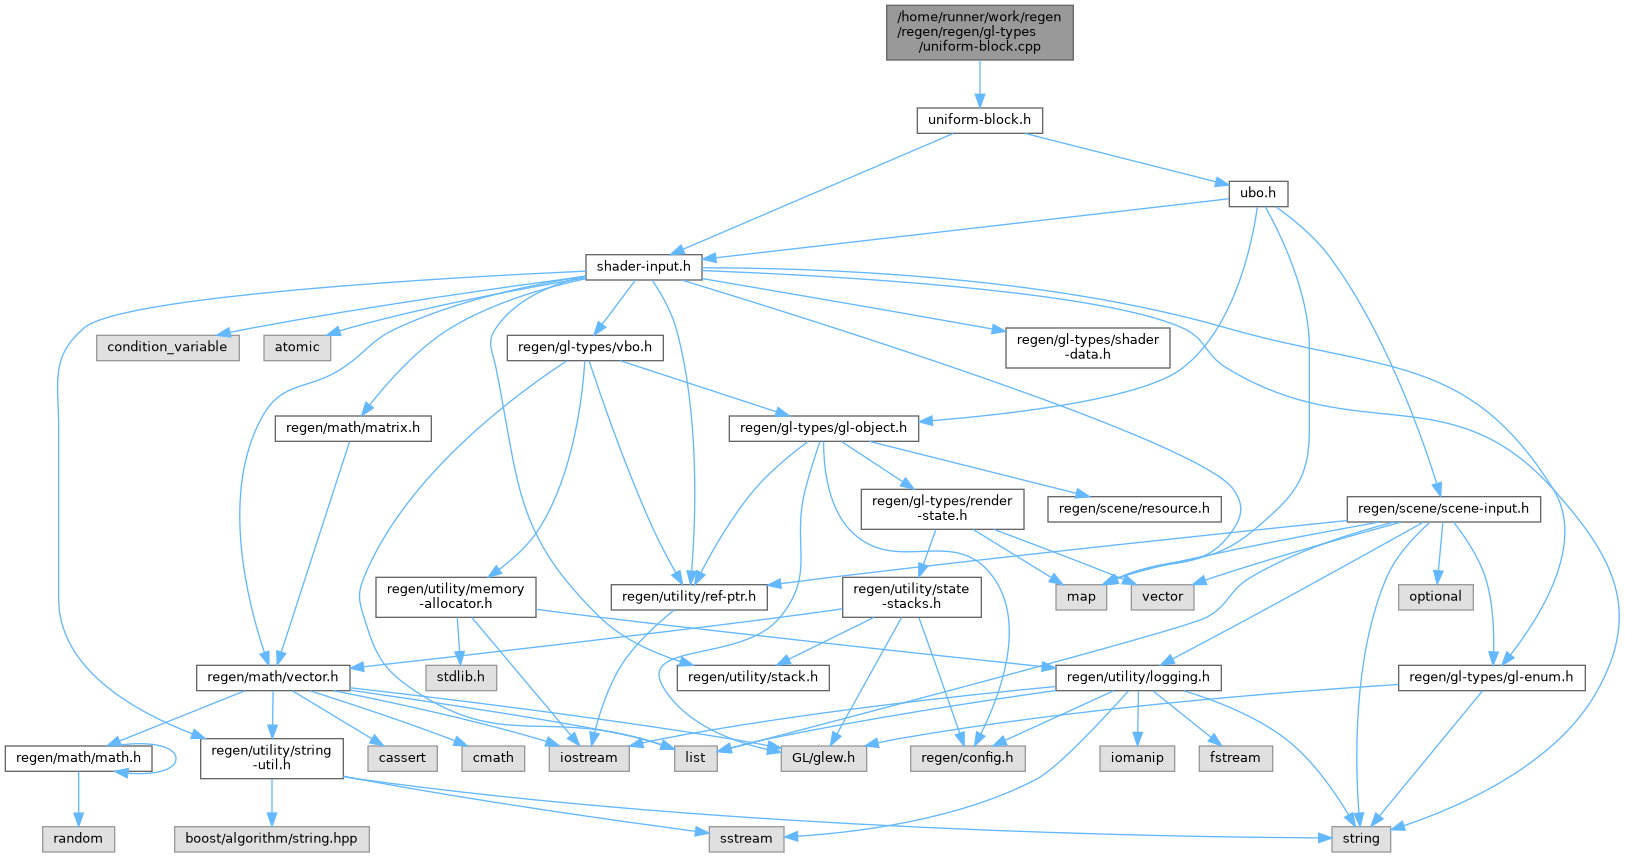 /home/runner/work/regen
/regen/regen/gl-types
/uniform-block.cpp
uniform-block.h
ubo.h
shader-input.h
condition_variable
atomic
regen/gl-types/vbo.h
regen/gl-types/shader
-data.h
regen/math/matrix.h
regen/gl-types/gl-object.h
regen/gl-types/render
-state.h
regen/scene/resource.h
regen/scene/scene-input.h
regen/utility/memory
-allocator.h
regen/utility/ref-ptr.h
regen/utility/state
-stacks.h
map
vector
optional
regen/math/vector.h
stdlib.h
regen/utility/stack.h
regen/utility/logging.h
regen/gl-types/gl-enum.h
regen/math/math.h
regen/utility/string
-util.h
cassert
cmath
iostream
list
GL/glew.h
regen/config.h
iomanip
fstream
random
boost/algorithm/string.hpp
sstream
string